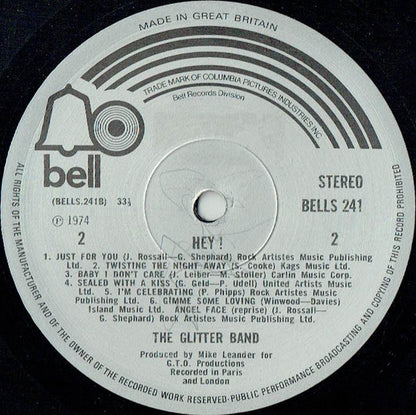 MADE IN GREAT BRITAIN
TRADE MARK OF COLUMBIA PICTURES INDUSTRIES INC
Bell Records Division
bell
(BELLS.241B) 33⅓
STEREO
BELLS 241
℗ 1974
2 HEY! 2
1. JUST FOR YOU (J. Rossall—G. Shephard) Rock Artistes Music Publishing
Ltd. 2. TWISTING THE NIGHT AWAY (S. Cooke) Kags Music Ltd.
3. BABY I DON'T CARE (J. Leiber—M. Stoller) Carlin Music Corp.
4. SEALED WITH A KISS (G. Geld—P. Udell) United Artists Music
Ltd. 5. I'M CELEBRATING (P. Phipps) Rock Artistes Music
Publishing Ltd. 6. GIMME SOME LOVING (Winwood—Davies)
Island Music Ltd. ANGEL FACE (reprise) (J. Rossall—
G. Shephard) Rock Artistes Music Publishing Ltd.
THE GLITTER BAND
Produced by Mike Leander for
G.T.O. Productions
Recorded in Paris
and London
ALL RIGHTS OF THE MANUFACTURER AND OF THE OWNER OF THE RECORDED WORK RESERVED·PUBLIC PERFORMANCE BROADCASTING AND COPYING OF THIS RECORD PROHIBITED